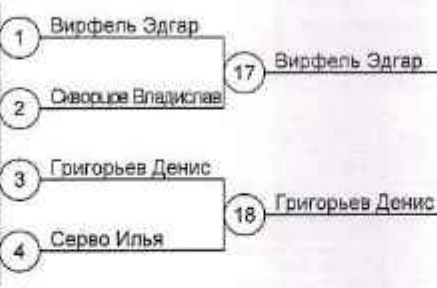 1 Вирфель Эдгар
17 Вирфель Эдгар
2 Скворцов Владислав
3 Григорьев Денис
18 Григорьев Денис
4 Серво Илья